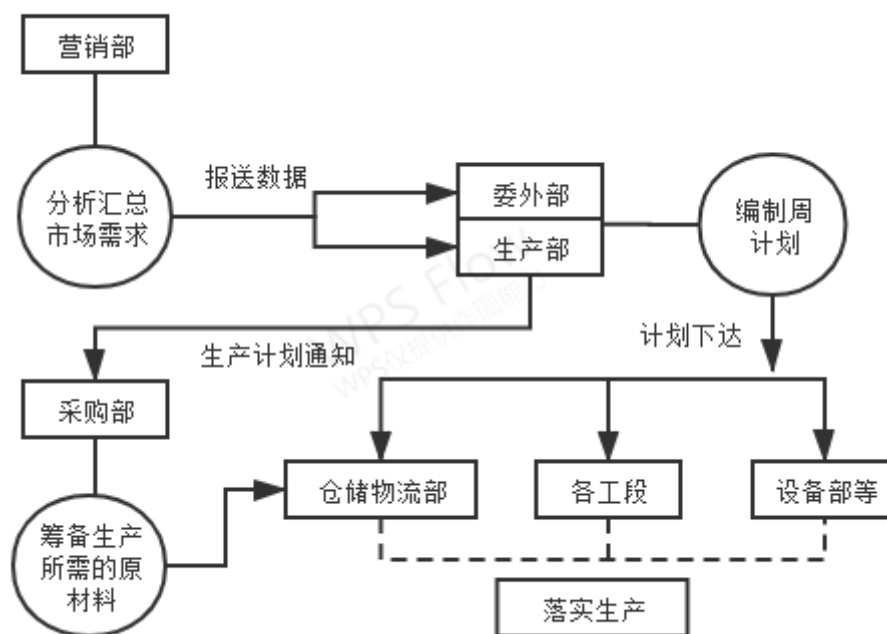 营销部
分析汇总
市场需求
报送数据
委外部
生产部
编制周
计划
WPS Flow
生产计划通知
计划下达
采购部
仓储物流部
各工段
设备部等
筹备生产
所需的原
材料
落实生产